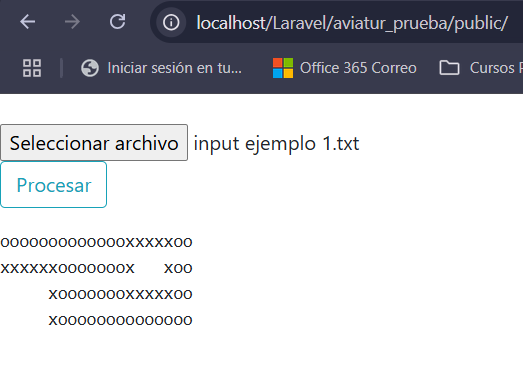 localhost/Laravel/aviatur_prueba/public/
Iniciar sesión en tu... Office 365 Correo Cursos
Seleccionar archivo input ejemplo 1.txt
Procesar
oooooooooooooxxxxxoo
xxxxxxooooooox   xoo
     xoooooooxxxxxoo
     xoooooooooooooo